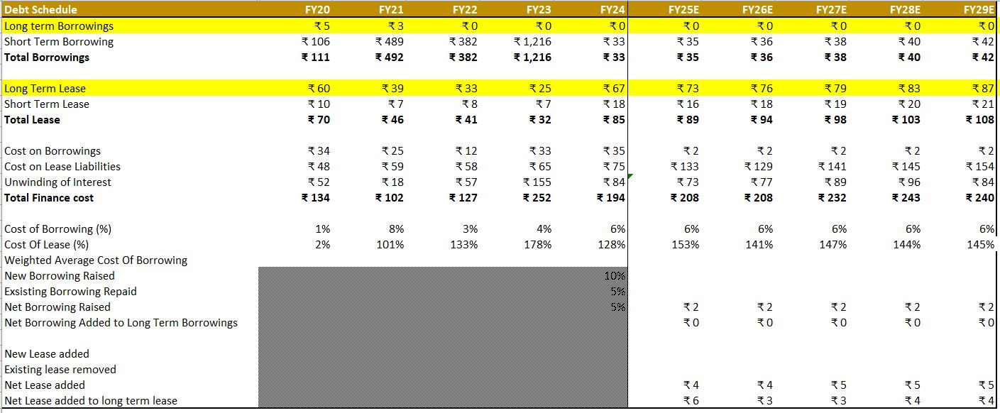 Debt Schedule FY20 FY21 FY22 FY23 FY24 FY25E FY26E FY27E FY28E FY29E
Long term Borrowings ₹ 5 ₹ 3 ₹ 0 ₹ 0 ₹ 0 ₹ 0 ₹ 0 ₹ 0 ₹ 0 ₹ 0
Short Term Borrowing ₹ 106 ₹ 489 ₹ 382 ₹ 1,216 ₹ 33 ₹ 35 ₹ 36 ₹ 38 ₹ 40 ₹ 42
Total Borrowings ₹ 111 ₹ 492 ₹ 382 ₹ 1,216 ₹ 33 ₹ 35 ₹ 36 ₹ 38 ₹ 40 ₹ 42
Long Term Lease ₹ 60 ₹ 39 ₹ 33 ₹ 25 ₹ 67 ₹ 73 ₹ 76 ₹ 79 ₹ 83 ₹ 87
Short Term Lease ₹ 10 ₹ 7 ₹ 8 ₹ 7 ₹ 18 ₹ 16 ₹ 18 ₹ 19 ₹ 20 ₹ 21
Total Lease ₹ 70 ₹ 46 ₹ 41 ₹ 32 ₹ 85 ₹ 89 ₹ 94 ₹ 98 ₹ 103 ₹ 108
Cost on Borrowings ₹ 34 ₹ 25 ₹ 12 ₹ 33 ₹ 35 ₹ 2 ₹ 2 ₹ 2 ₹ 2 ₹ 2
Cost on Lease Liabilities ₹ 48 ₹ 59 ₹ 58 ₹ 65 ₹ 75 ₹ 133 ₹ 129 ₹ 141 ₹ 145 ₹ 154
Unwinding of Interest ₹ 52 ₹ 18 ₹ 57 ₹ 155 ₹ 84 ₹ 73 ₹ 77 ₹ 89 ₹ 96 ₹ 84
Total Finance cost ₹ 134 ₹ 102 ₹ 127 ₹ 252 ₹ 194 ₹ 208 ₹ 208 ₹ 232 ₹ 243 ₹ 240
Cost of Borrowing (%) 1% 8% 3% 4% 6% 6% 6% 6% 6% 6%
Cost Of Lease (%) 2% 101% 133% 178% 128% 153% 141% 147% 144% 145%
Weighted Average Cost Of Borrowing
New Borrowing Raised 10%
Exsisting Borrowing Repaid 5%
Net Borrowing Raised 5% ₹ 2 ₹ 2 ₹ 2 ₹ 2 ₹ 2
Net Borrowing Added to Long Term Borrowings ₹ 0 ₹ 0 ₹ 0 ₹ 0 ₹ 0
New Lease added
Existing lease removed
Net Lease added ₹ 4 ₹ 4 ₹ 5 ₹ 5 ₹ 5
Net Lease added to long term lease ₹ 6 ₹ 3 ₹ 3 ₹ 4 ₹ 4